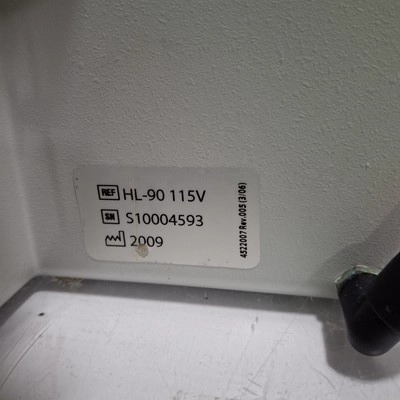 REF HL-90 115V
SN S10004593
2009
4522007 Rev.005 (3/06)